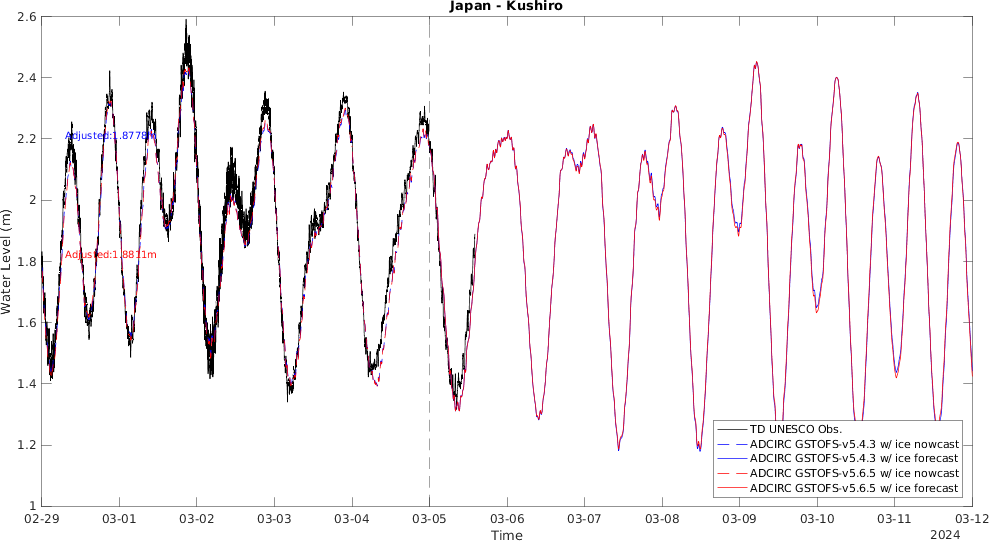 Japan - Kushiro
2.6
2.4
2.2
2
1.8
1.6
1.4
1.2
1
Water Level (m)
Adjusted:1.8778m
Adjusted:1.8811m
TD UNESCO Obs.
ADCIRC GSTOFS-v5.4.3 w/ ice nowcast
ADCIRC GSTOFS-v5.4.3 w/ ice forecast
ADCIRC GSTOFS-v5.6.5 w/ ice nowcast
ADCIRC GSTOFS-v5.6.5 w/ ice forecast
02-29 03-01 03-02 03-03 03-04 03-05 03-06 03-07 03-08 03-09 03-10 03-11 03-12
Time
2024